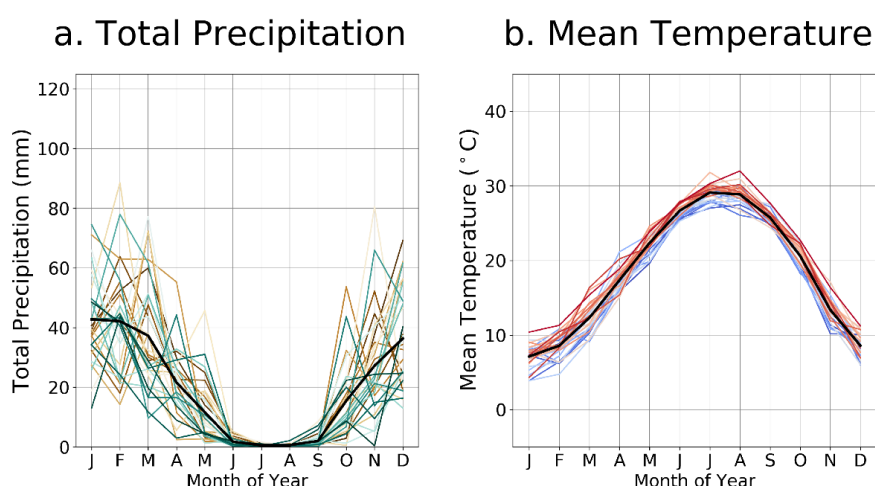 a. Total Precipitation
b. Mean Temperature
Total Precipitation (mm)
120
100
80
60
40
20
0
J F M A M J J A S O N D
Month of Year
Mean Temperature (°C)
40
30
20
10
0
J F M A M J J A S O N D
Month of Year